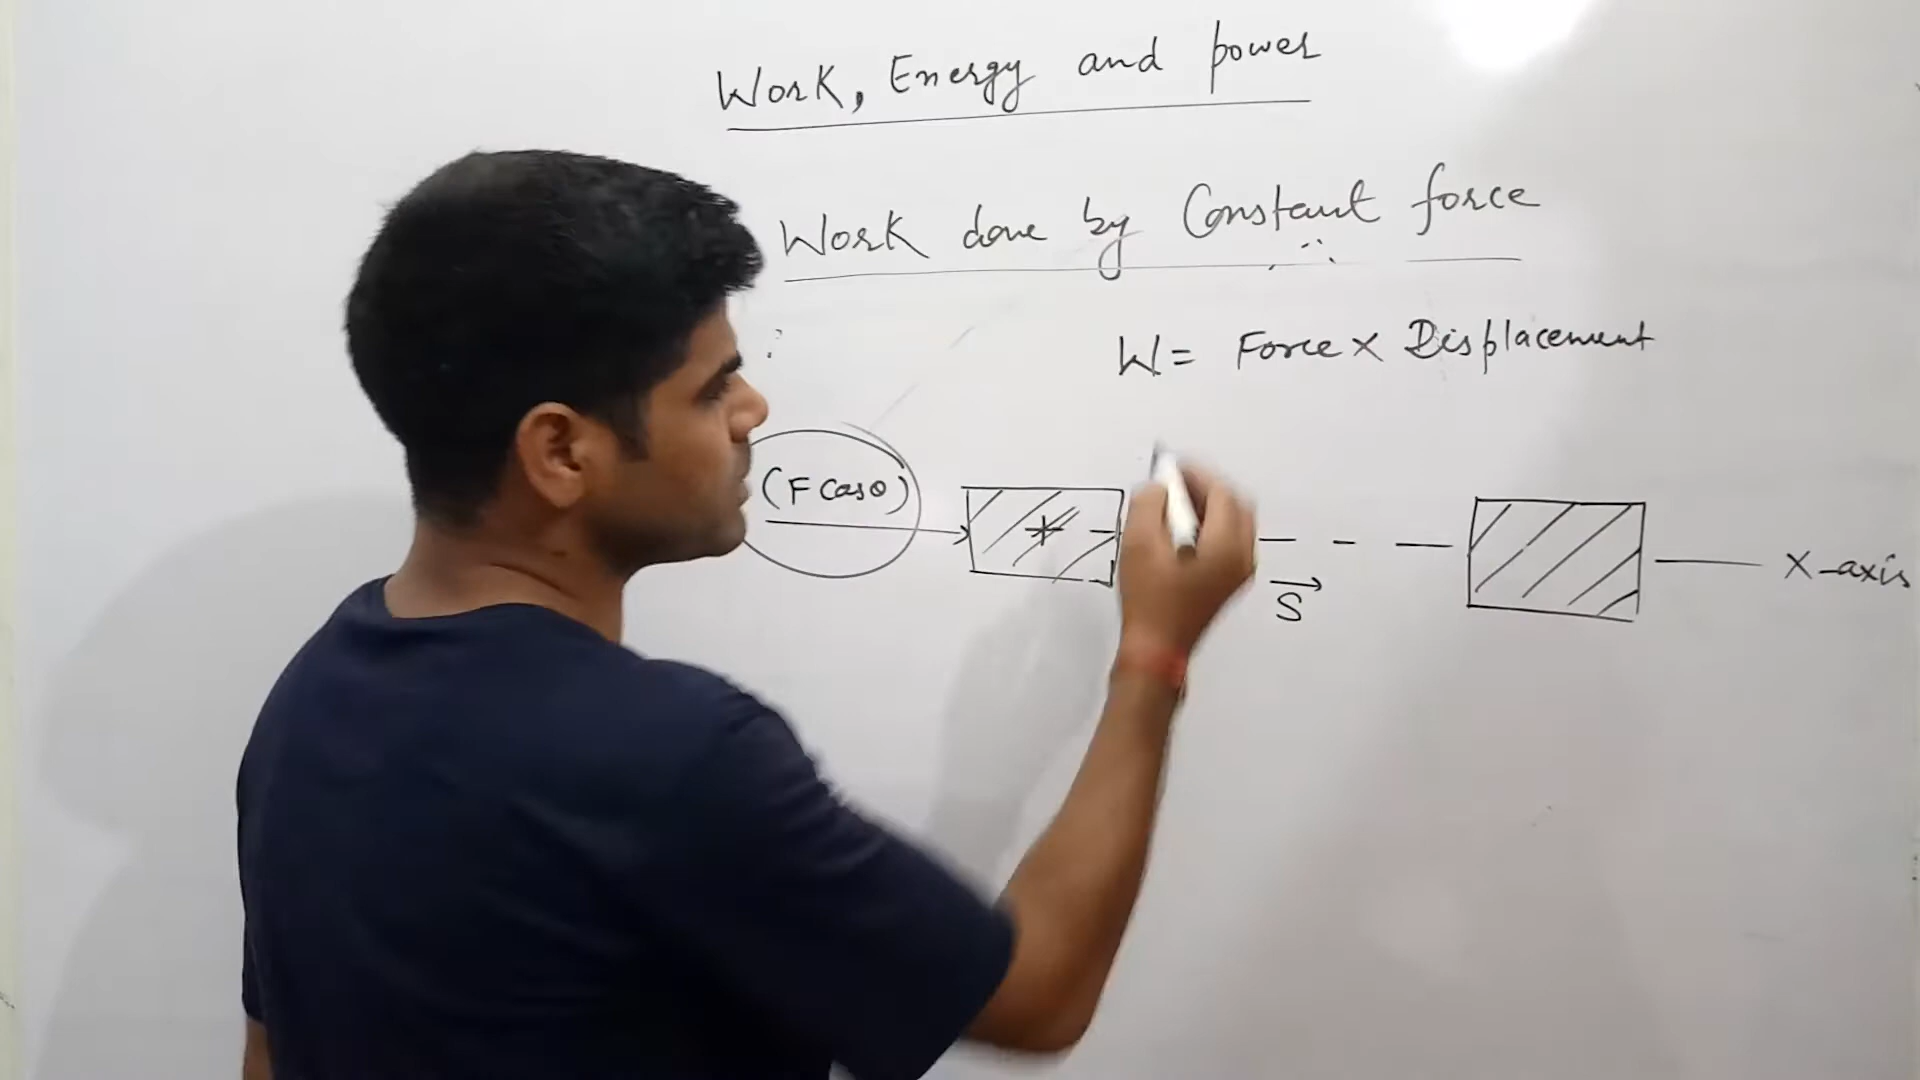 Work, Energy and power
Work done by Constant force
W = Force × Displacement
(F Cosθ)
S
X-axis